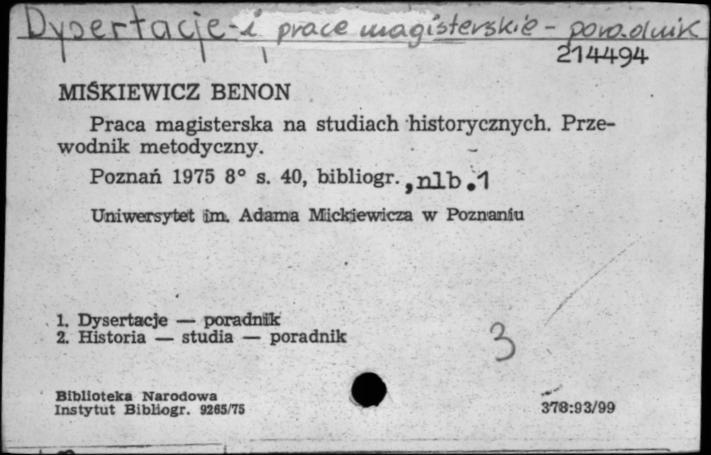 Dysertacje - i prace magisterskie - poradnik
214494
MIŚKIEWICZ BENON
Praca magisterska na studiach historycznych. Prze-
wodnik metodyczny.
Poznań 1975 8° s. 40, bibliogr. , nlb. 1
Uniwersytet im. Adama Mickiewicza w Poznaniu
1. Dysertacje — poradnik
2. Historia — studia — poradnik
3
Biblioteka Narodowa
Instytut Bibliogr. 9265/75
378:93/99